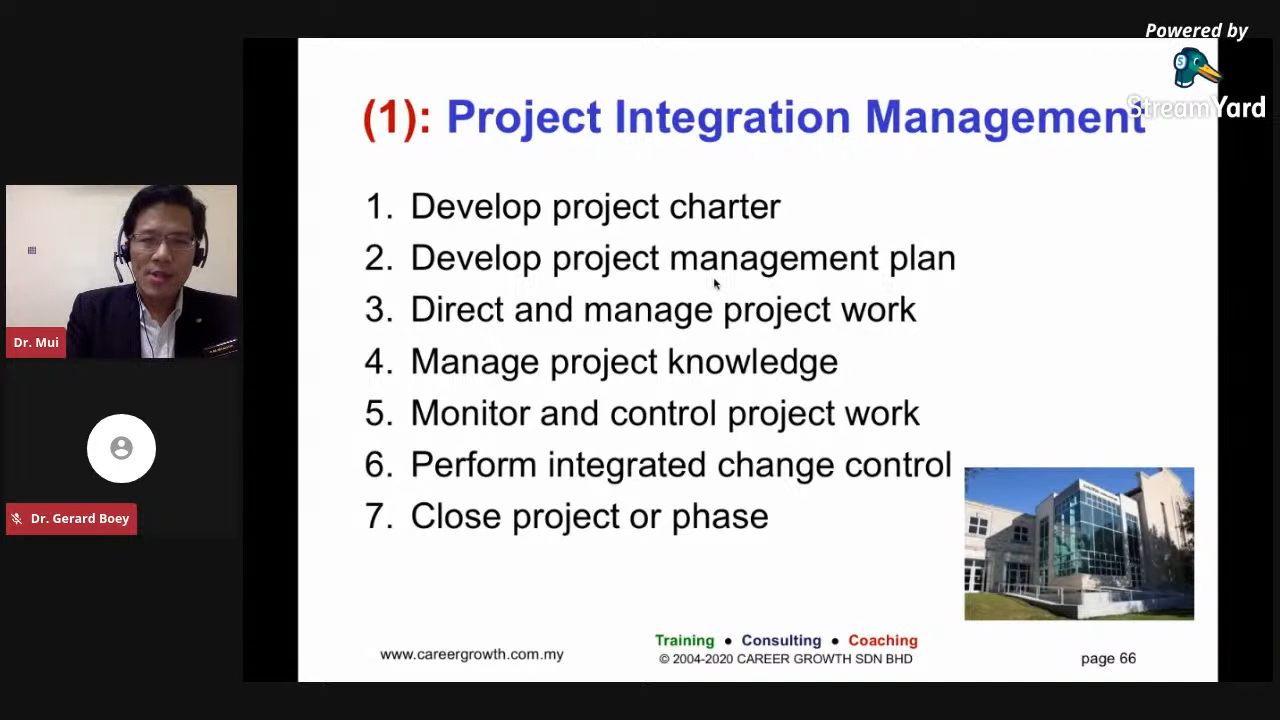 Powered by
StreamYard
(1): Project Integration Management
1. Develop project charter
2. Develop project management plan
3. Direct and manage project work
4. Manage project knowledge
5. Monitor and control project work
6. Perform integrated change control
7. Close project or phase
Dr. Mui
Dr. Gerard Boey
Training ● Consulting ● Coaching
www.careergrowth.com.my
© 2004-2020 CAREER GROWTH SDN BHD
page 66